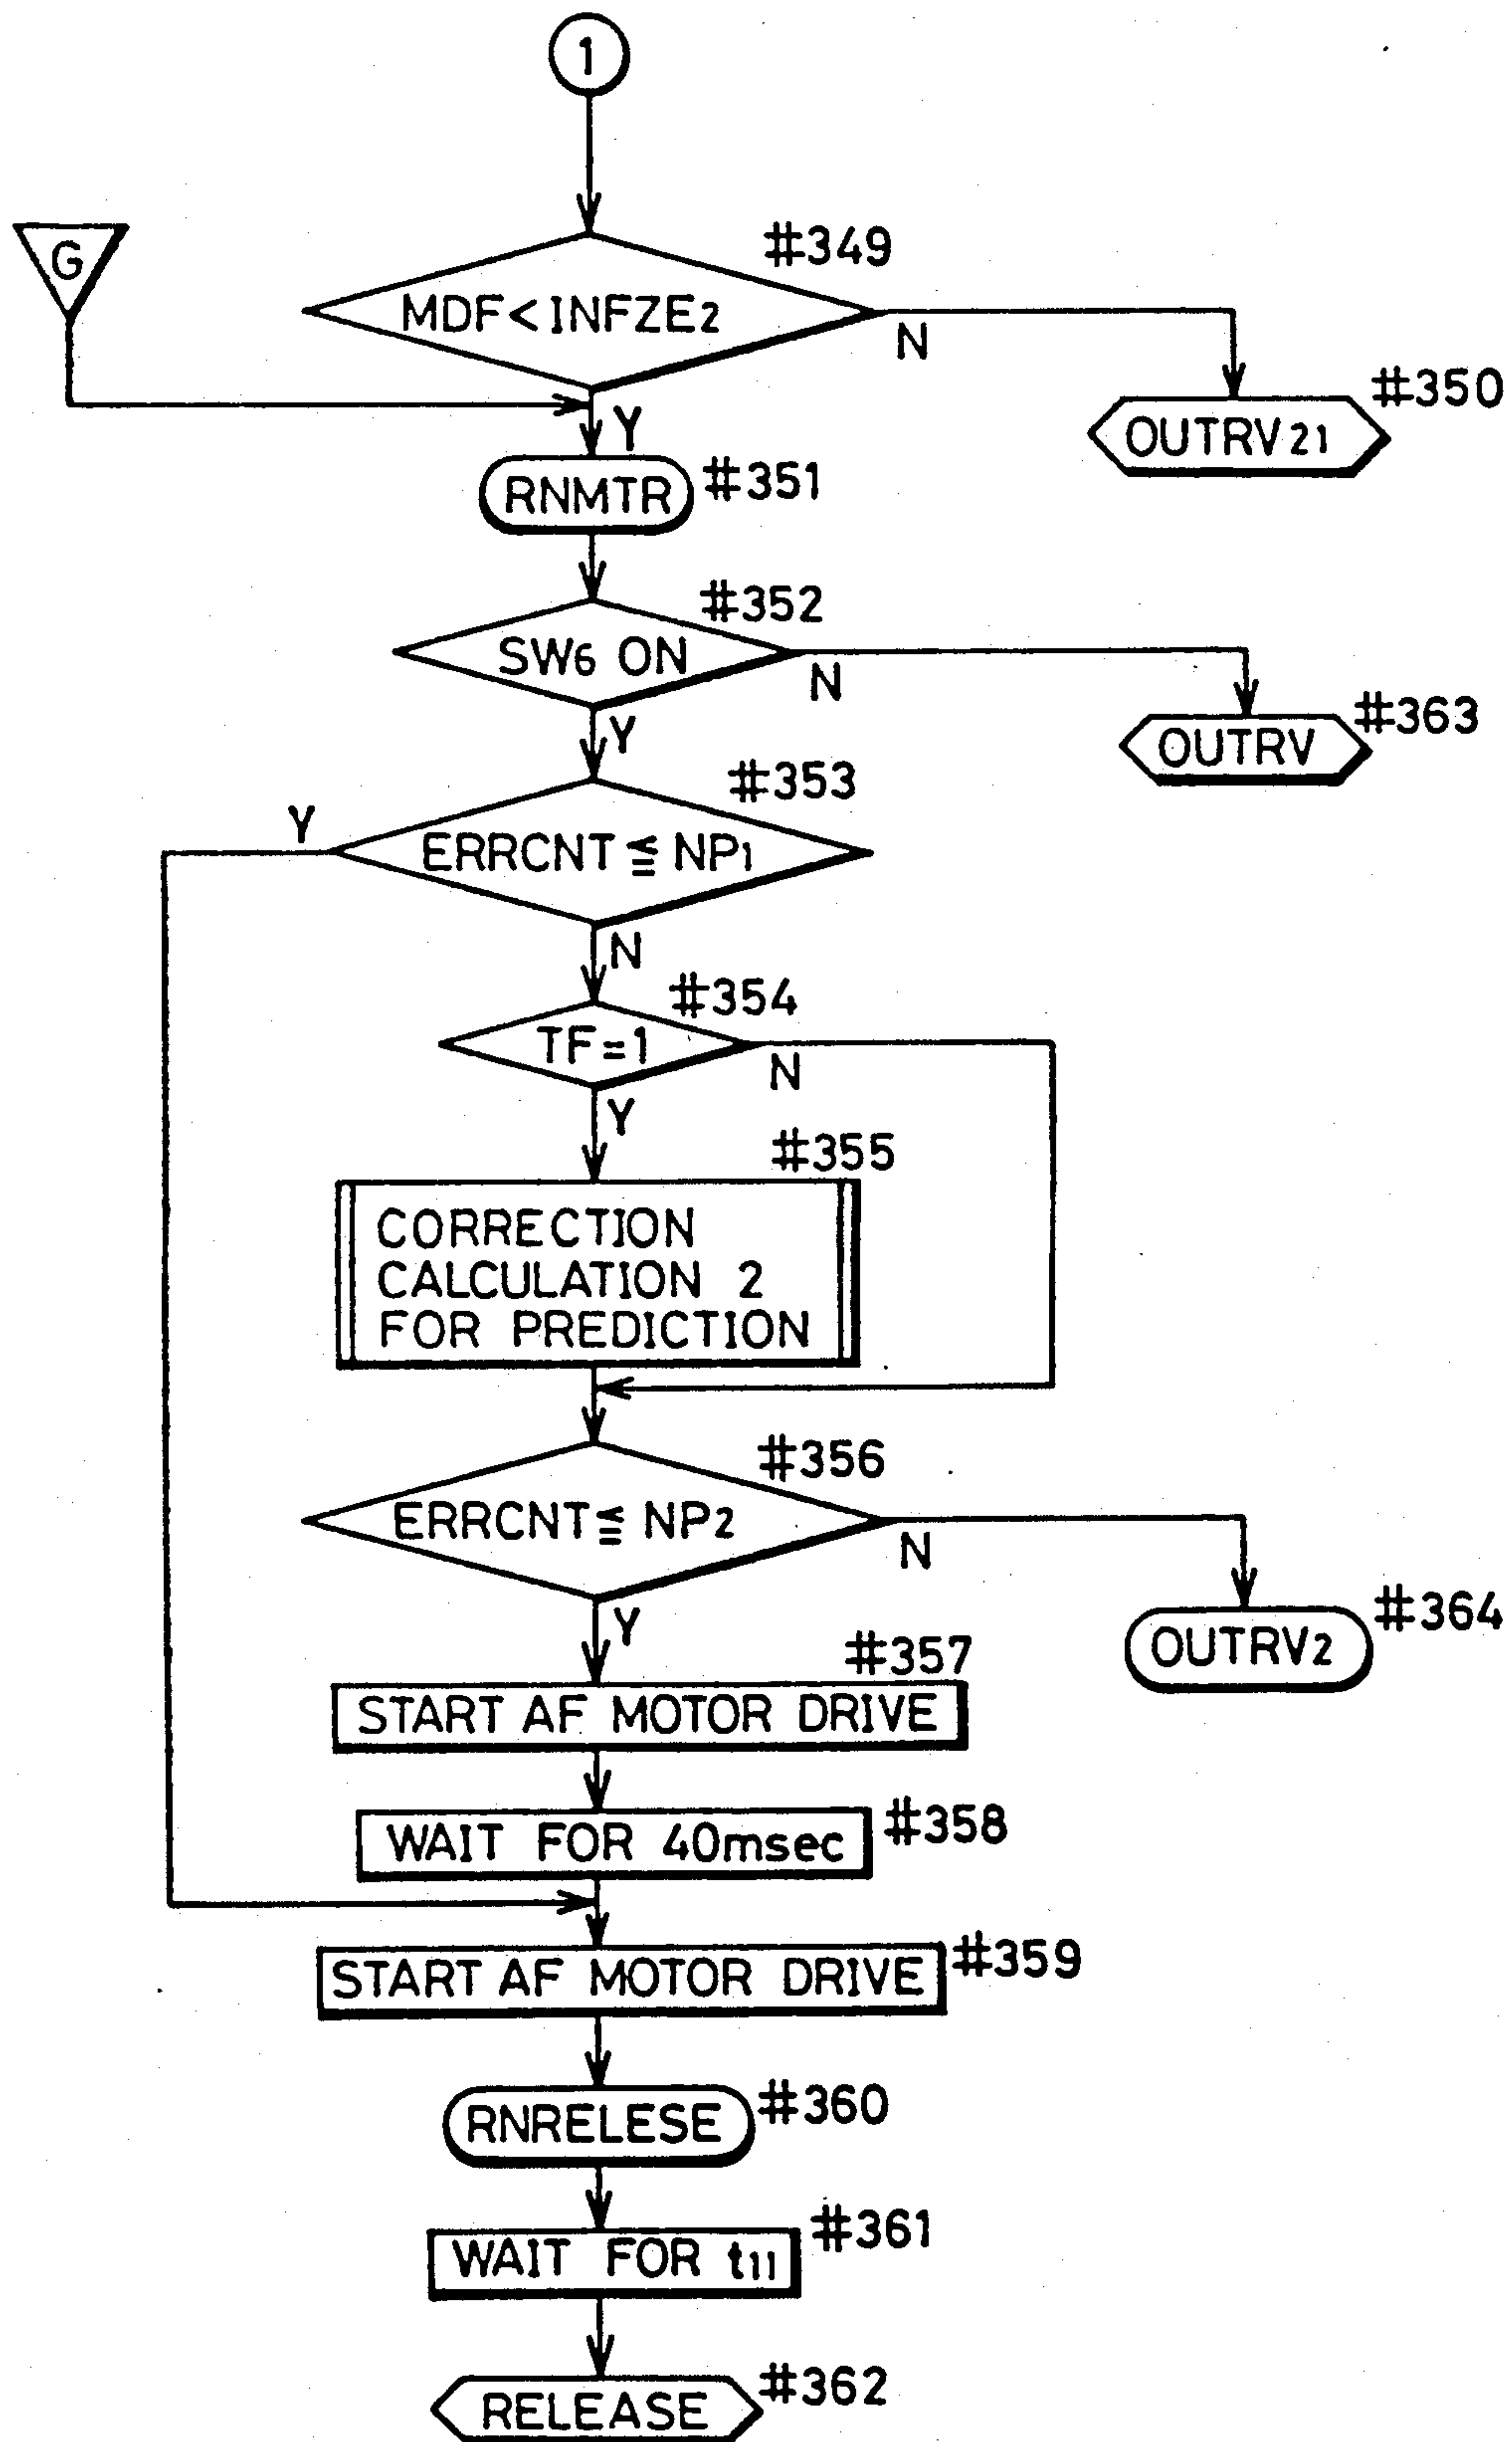 1
#349
G
MDF<INFZE2
N
#350
Y
OUTRV21
RNMTR
#351
#352
SW6 ON
N
#363
Y
OUTRV
#353
Y
ERRCNT≦NP1
N
#354
TF=1
N
Y
#355
CORRECTION
CALCULATION 2
FOR PREDICTION
#356
ERRCNT≦NP2
N
#364
Y
OUTRV2
#357
START AF MOTOR DRIVE
#358
WAIT FOR 40msec
#359
START AF MOTOR DRIVE
#360
RNRELESE
#361
WAIT FOR t11
#362
RELEASE